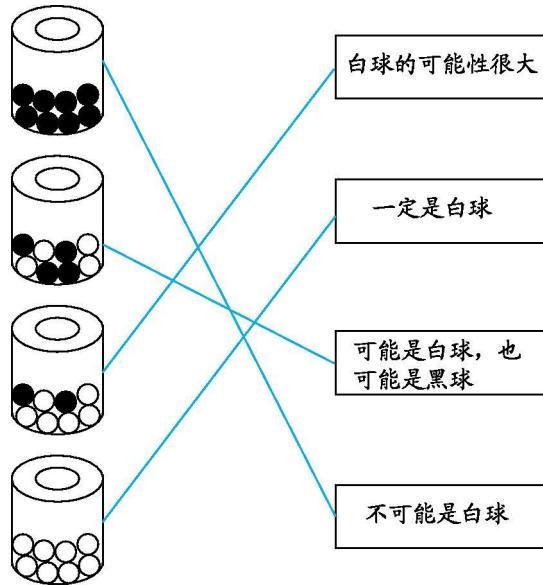 白球的可能性很大
一定是白球
可能是白球，也
可能是黑球
不可能是白球